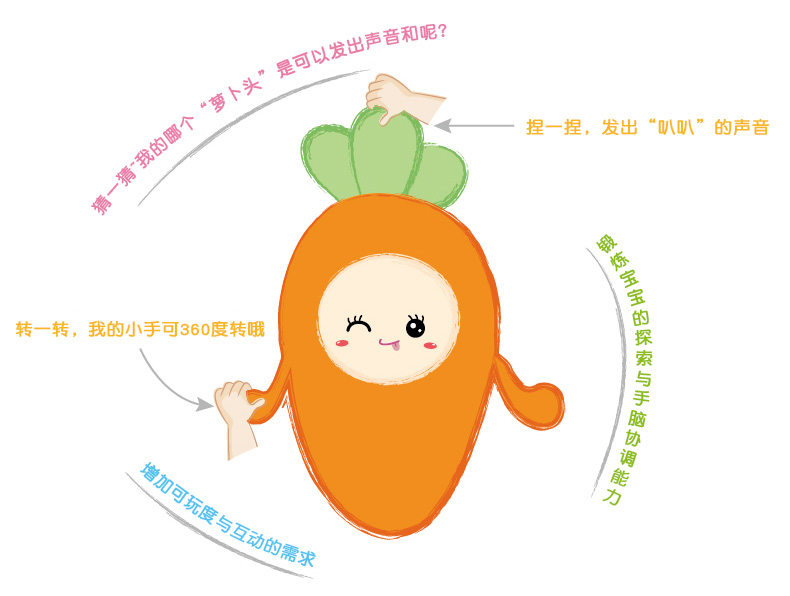 猜一猜~我的哪个“萝卜头”是可以发出声音和呢?
捏一捏，发出“叭叭”的声音
转一转，我的小手可360度转哦
锻炼宝宝的探索与手脑协调能力
增加可玩度与互动的需求